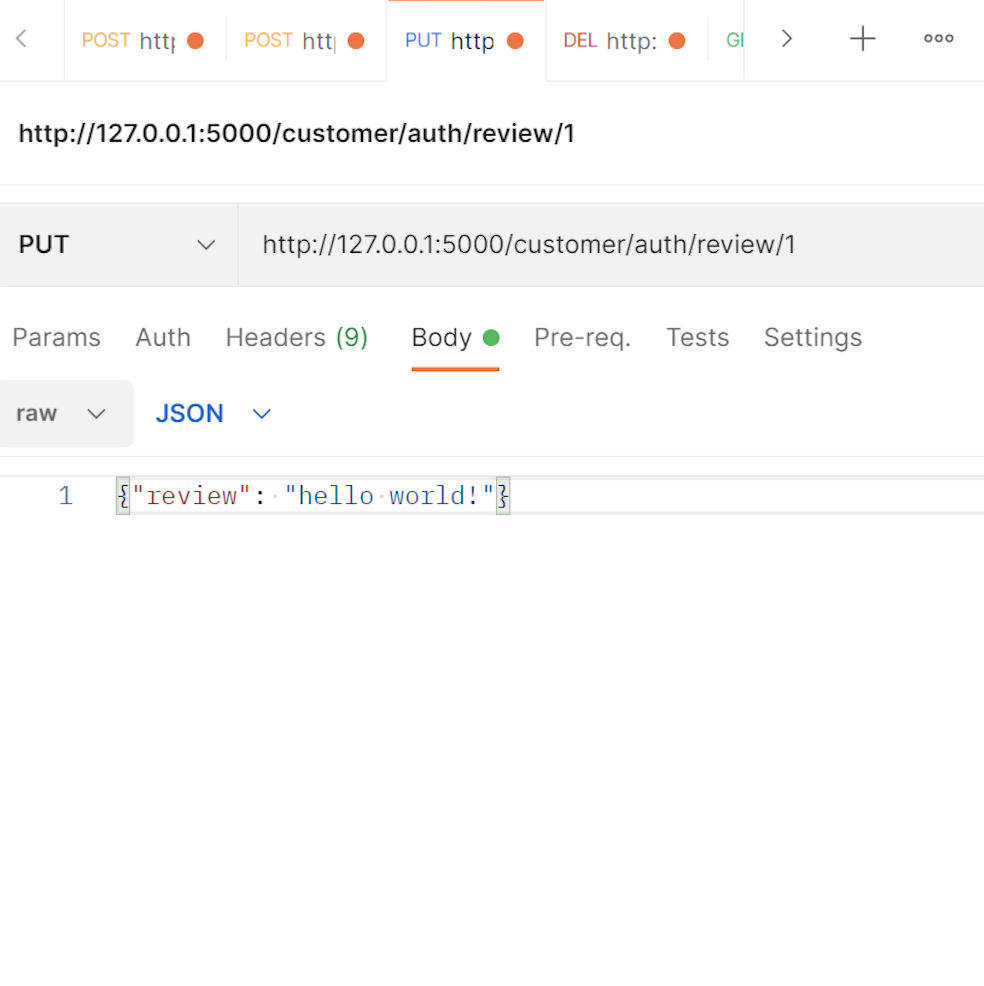 POST http POST http PUT http DEL http: GE
http://127.0.0.1:5000/customer/auth/review/1
PUT http://127.0.0.1:5000/customer/auth/review/1
Params Auth Headers (9) Body Pre-req. Tests Settings
raw JSON
1 {"review": "hello world!"}